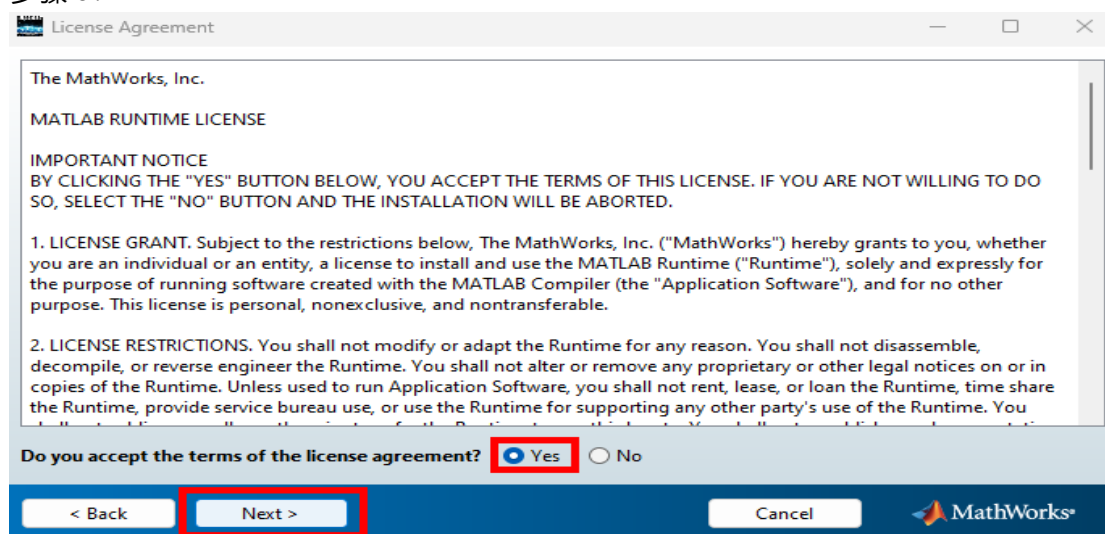 License Agreement
The MathWorks, Inc.
MATLAB RUNTIME LICENSE
IMPORTANT NOTICE
BY CLICKING THE "YES" BUTTON BELOW, YOU ACCEPT THE TERMS OF THIS LICENSE. IF YOU ARE NOT WILLING TO DO
SO, SELECT THE "NO" BUTTON AND THE INSTALLATION WILL BE ABORTED.
1. LICENSE GRANT. Subject to the restrictions below, The MathWorks, Inc. ("MathWorks") hereby grants to you, whether
you are an individual or an entity, a license to install and use the MATLAB Runtime ("Runtime"), solely and expressly for
the purpose of running software created with the MATLAB Compiler (the "Application Software"), and for no other
purpose. This license is personal, nonexclusive, and nontransferable.
2. LICENSE RESTRICTIONS. You shall not modify or adapt the Runtime for any reason. You shall not disassemble,
decompile, or reverse engineer the Runtime. You shall not alter or remove any proprietary or other legal notices on or in
copies of the Runtime. Unless used to run Application Software, you shall not rent, lease, or loan the Runtime, time share
the Runtime, provide service bureau use, or use the Runtime for supporting any other party's use of the Runtime. You
Do you accept the terms of the license agreement? Yes No
< Back Next > Cancel MathWorks®